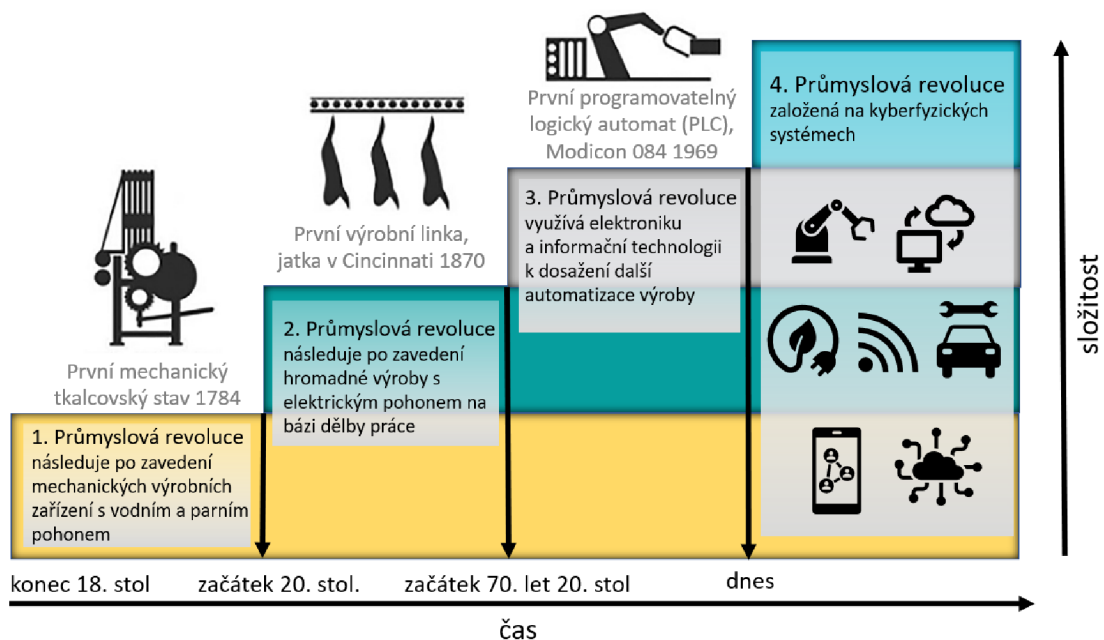 První mechanický
tkalcovský stav 1784
První výrobní linka,
jatka v Cincinnati 1870
První programovatelný
logický automat (PLC),
Modicon 084 1969
1. Průmyslová revoluce
následuje po zavedení
mechanických výrobních
zařízení s vodním a parním
pohonem
2. Průmyslová revoluce
následuje po zavedení
hromadné výroby s
elektrickým pohonem na
bázi dělby práce
3. Průmyslová revoluce
využívá elektroniku
a informační technologii
k dosažení další
automatizace výroby
4. Průmyslová revoluce
založená na kyberfyzických
systémech
složitost
konec 18. stol
začátek 20. stol.
začátek 70. let 20. stol
dnes
čas